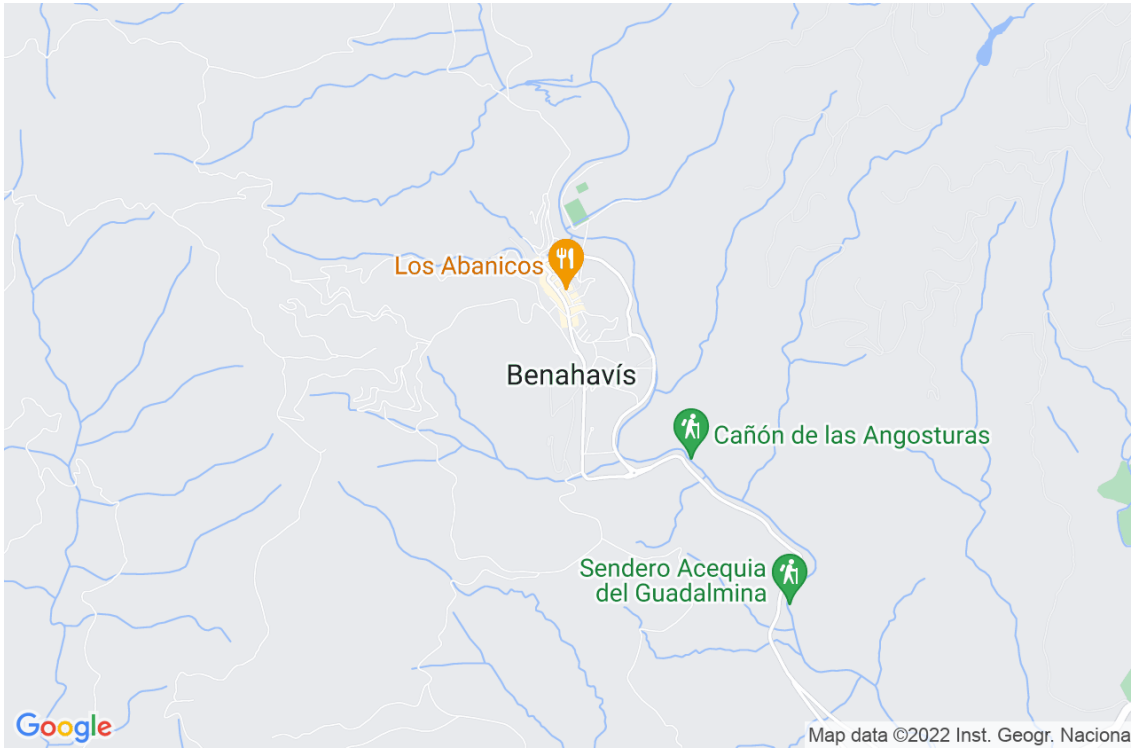 Los Abanicos
Benahavís
Cañón de las Angosturas
Sendero Acequia
del Guadalmina
Google
Map data ©2022 Inst. Geogr. Naciona